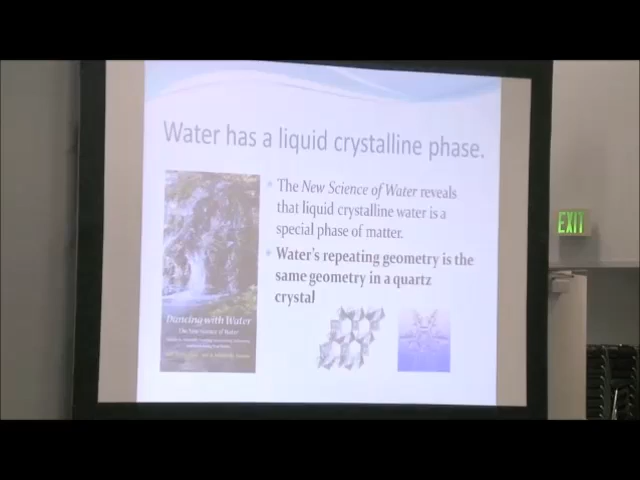 Water has a liquid crystalline phase.
• The New Science of Water reveals
that liquid crystalline water is a
special phase of matter.
• Water's repeating geometry is the
same geometry in a quartz
crystal
Dancing with Water
The New Science of Water
EXIT